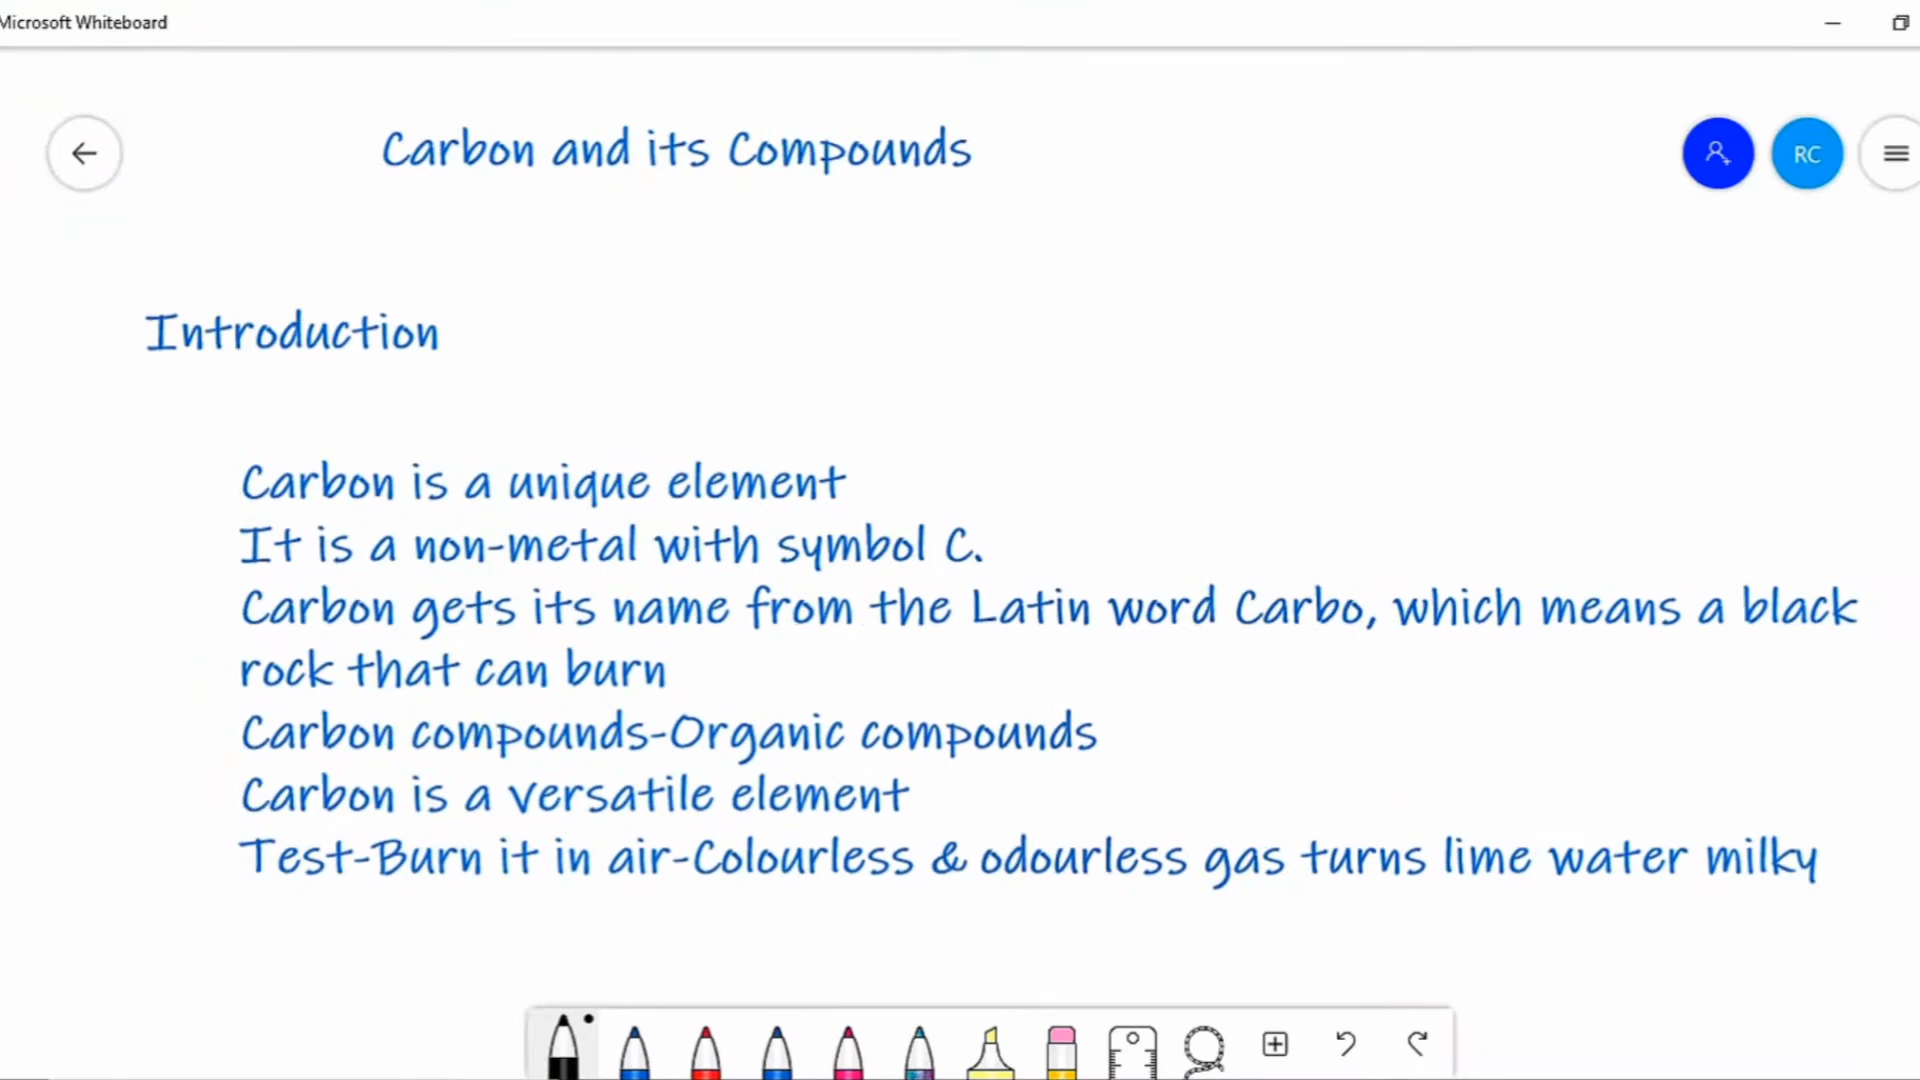 Microsoft Whiteboard
Carbon and its Compounds
RC
Introduction
Carbon is a unique element
It is a non-metal with symbol C.
Carbon gets its name from the Latin word Carbo, which means a black
rock that can burn
Carbon compounds-Organic compounds
Carbon is a versatile element
Test-Burn it in air-Colourless & odourless gas turns lime water milky